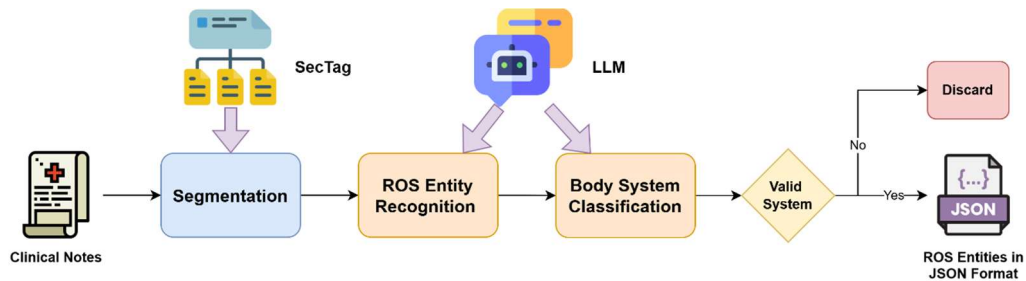 SecTag
LLM
Clinical Notes
Segmentation
ROS Entity
Recognition
Body System
Classification
Valid
System
No
Discard
Yes
{...}
JSON
ROS Entities in
JSON Format